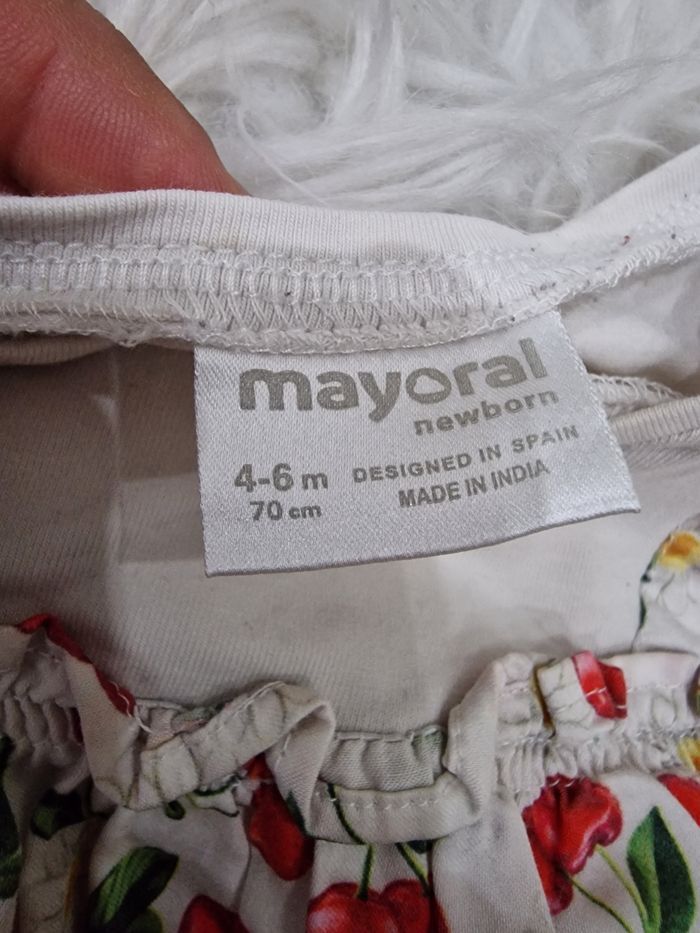 mayoral
newborn
4-6 m
70 cm
DESIGNED IN SPAIN
MADE IN INDIA